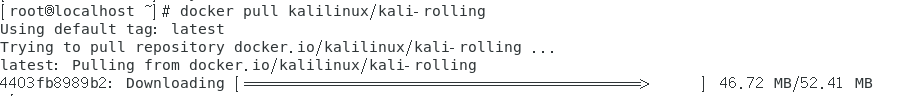 [root@localhost ~]# docker pull kalilinux/kali-rolling
Using default tag: latest
Trying to pull repository docker.io/kalilinux/kali-rolling ...
latest: Pulling from docker.io/kalilinux/kali-rolling
4403fb8989b2: Downloading [============================================>      ] 46.72 MB/52.41 MB